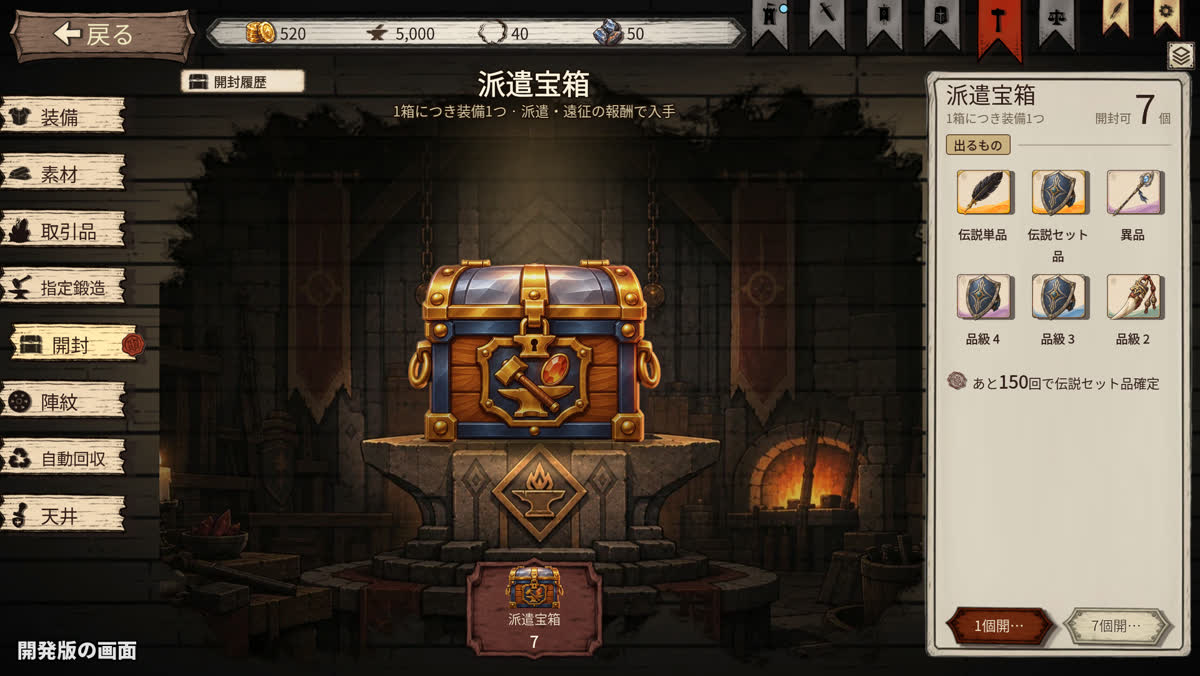 戻る
520
5,000
40
50
開封履歴
派遣宝箱
1箱につき装備1つ · 派遣・遠征の報酬で入手
装備
素材
取引品
指定鍛造
開封
陣紋
自動回収
天井
派遣宝箱
7
開発版の画面
派遣宝箱
1箱につき装備1つ
開封可 7 個
出るもの
伝説単品
伝説セット品
異品
品級 4
品級 3
品級 2
あと150回で伝説セット品確定
1個開…
7個開…